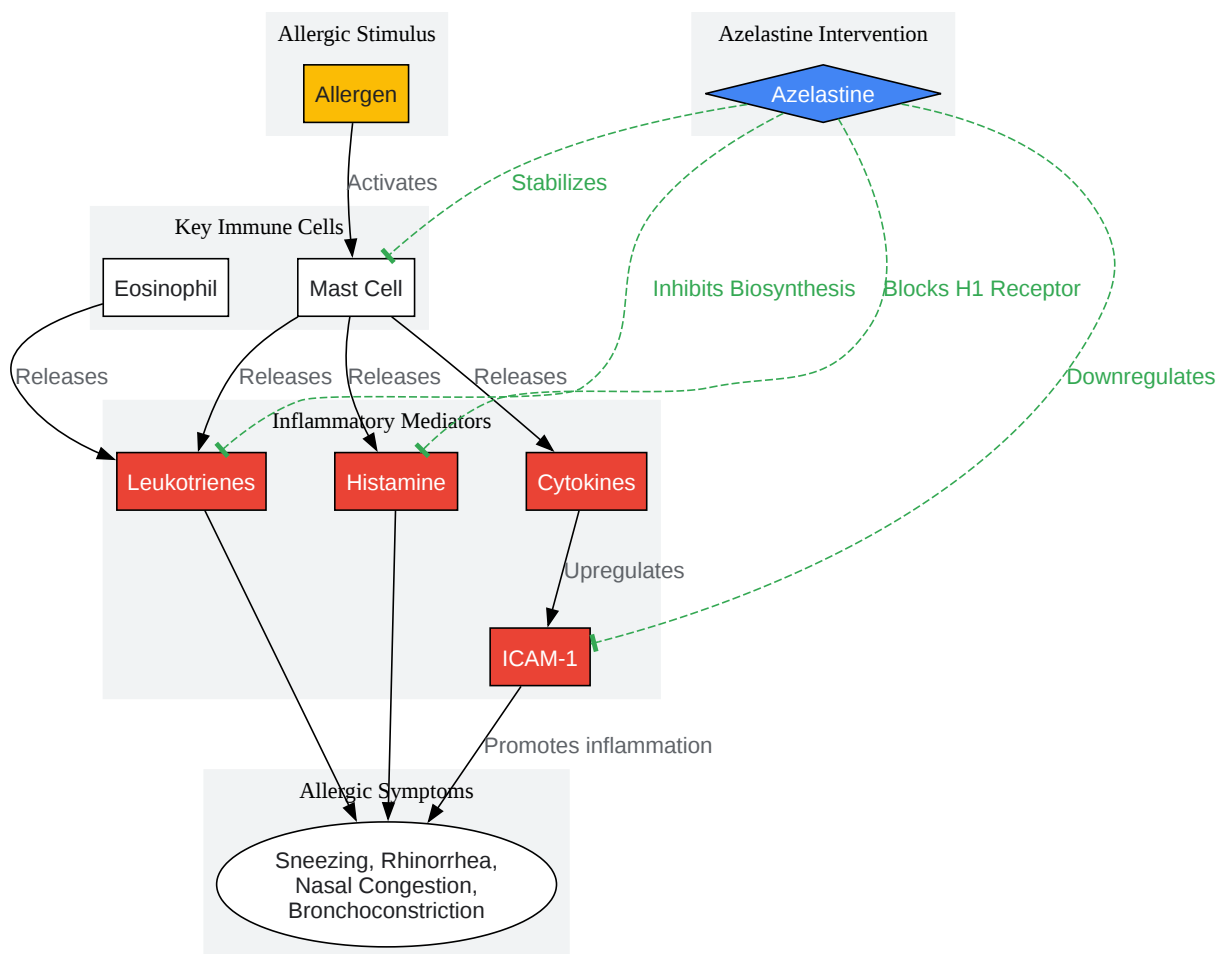 Allergic Stimulus
Azelastine Intervention
Allergen
Azelastine
Activates
Stabilizes
Key Immune Cells
Eosinophil
Mast Cell
Inhibits Biosynthesis
Blocks H1 Receptor
Releases
Releases
Releases
Releases
Downregulates
Inflammatory Mediators
Leukotrienes
Histamine
Cytokines
Upregulates
ICAM-1
Promotes inflammation
Allergic Symptoms
Sneezing, Rhinorrhea,
Nasal Congestion,
Bronchoconstriction